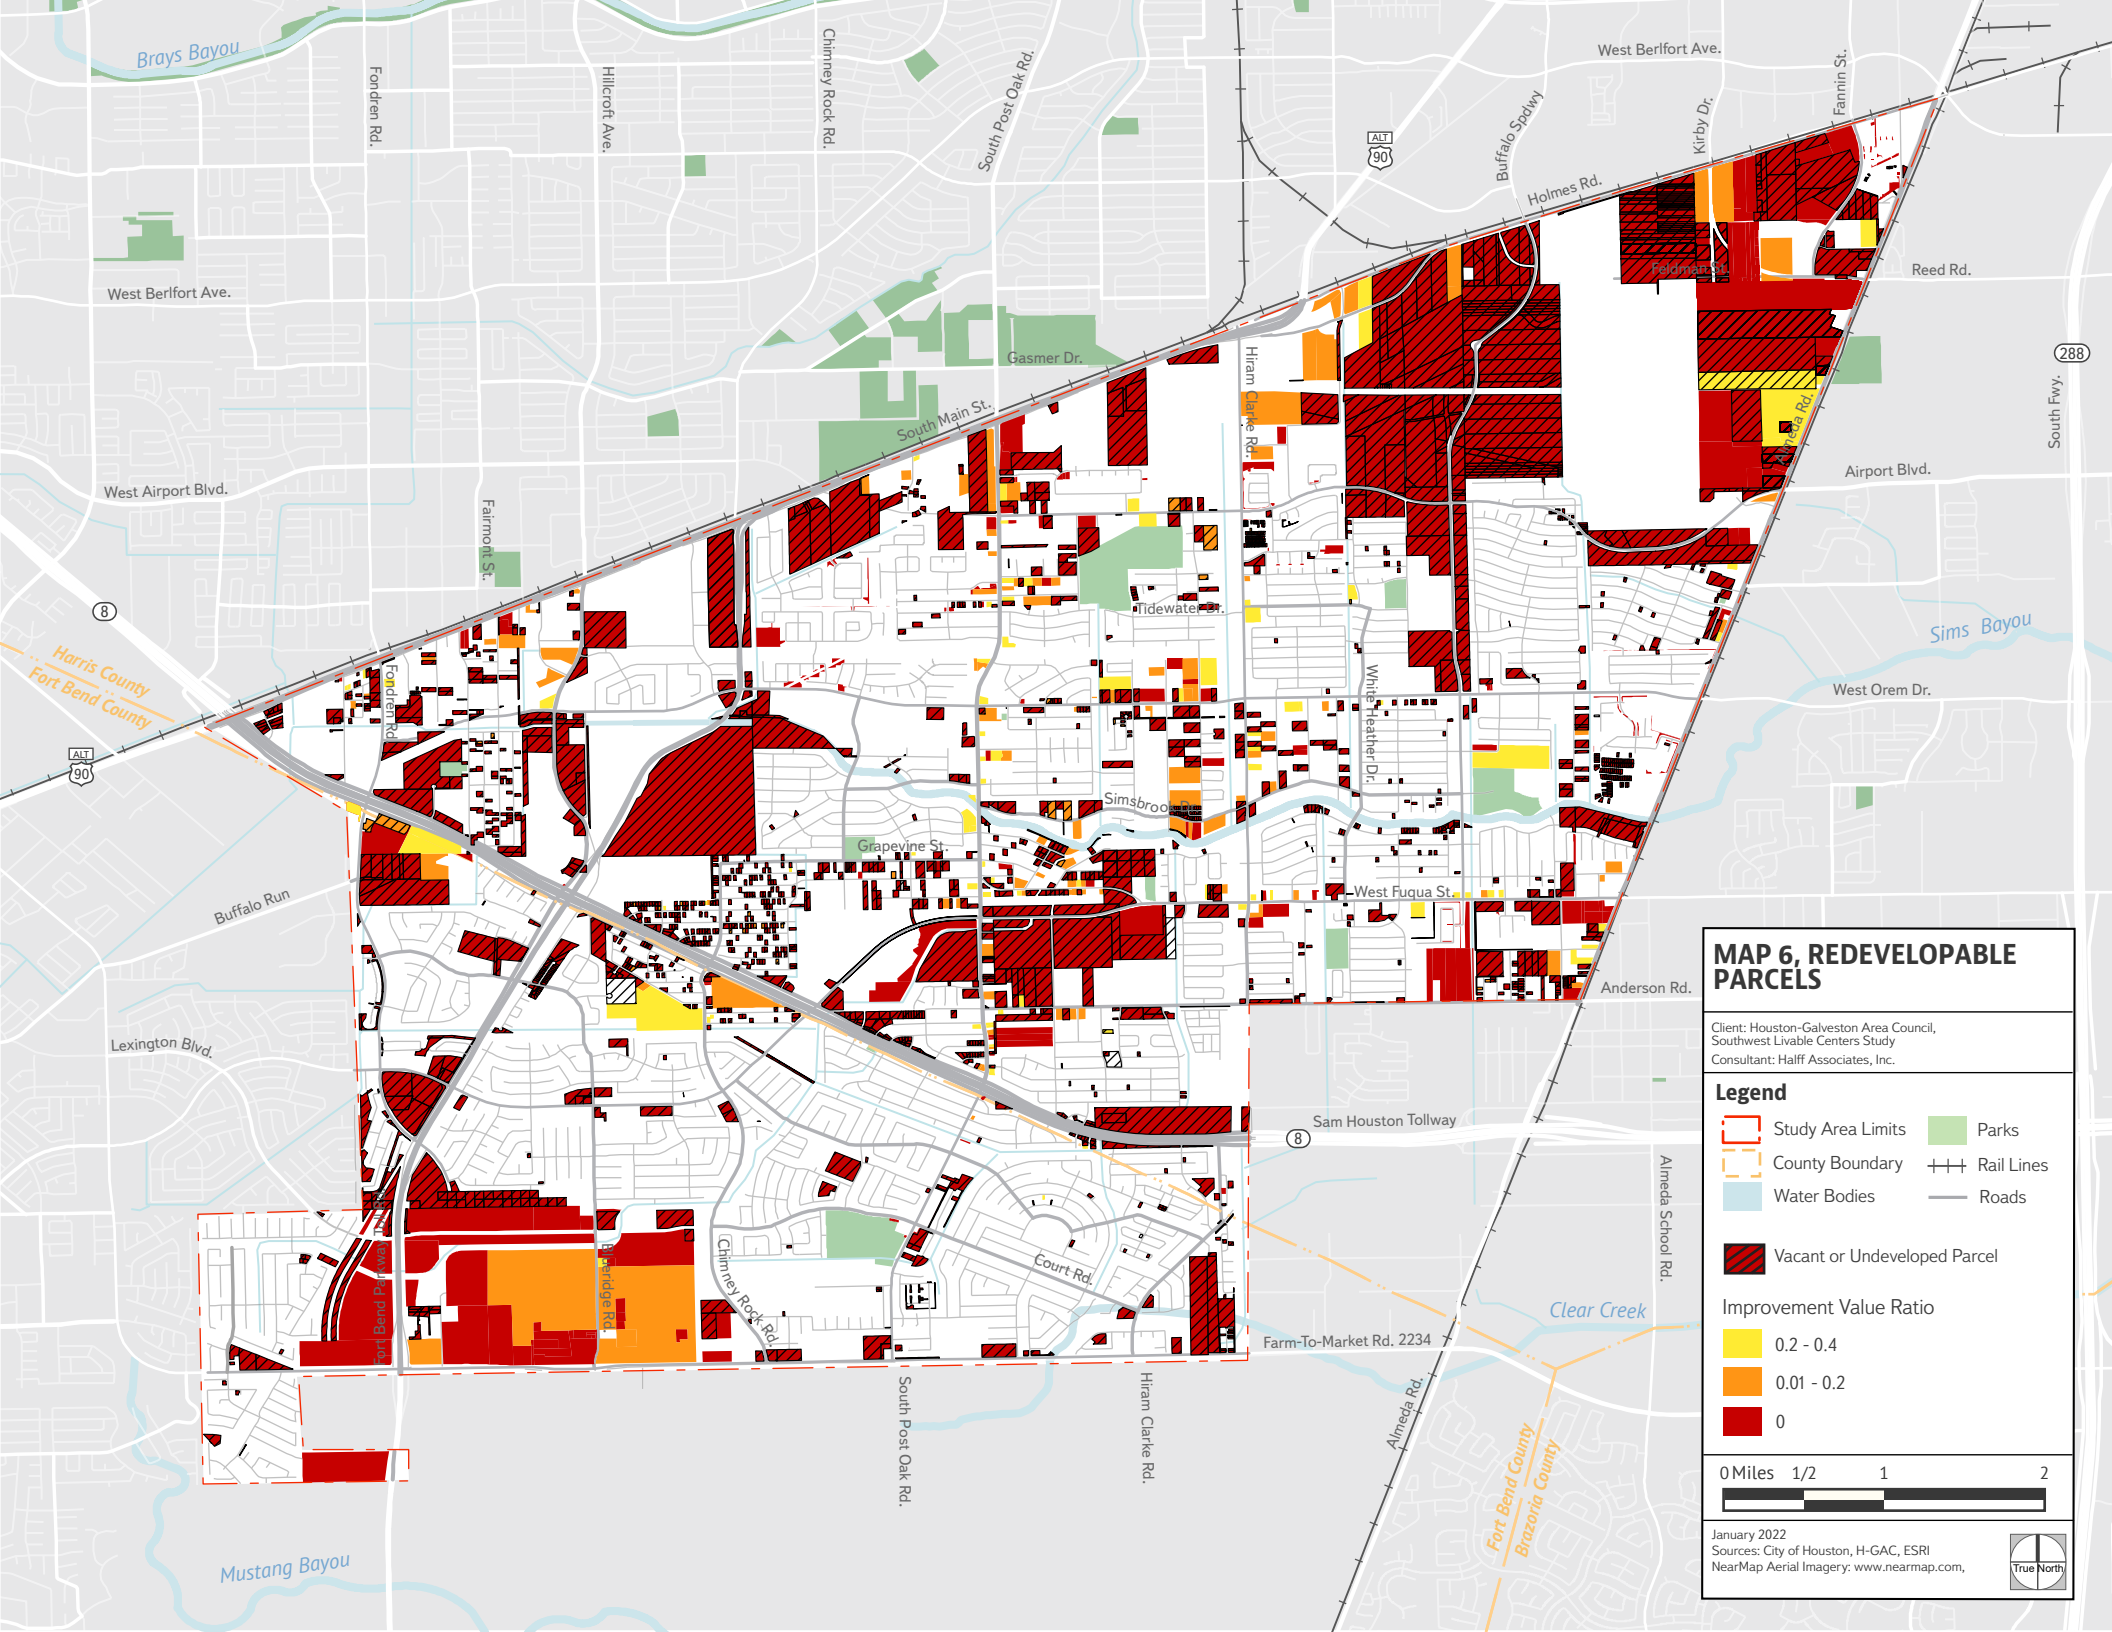 Brays Bayou
Fondren Rd.
Hillcroft Ave.
Chimney Rock Rd.
South Post Oak Rd.
West Berlfort Ave.
Fannin St.
Kirby Dr.
Buffalo Spdwy
ALT
90
Holmes Rd.
Feldman St.
Reed Rd.
West Berlfort Ave.
Gasmer Dr.
Hiram Clarke Rd.
288
South Fwy.
South Main St.
Almeda Rd.
Airport Blvd.
West Airport Blvd.
Fairmont St.
8
Tidewater Dr.
Sims Bayou
Harris County
Fort Bend County
Fondren Rd
White Heather Dr.
West Orem Dr.
ALT
90
Grapevine St.
West Fuqua St.
Buffalo Run
Anderson Rd.
Lexington Blvd.
Sam Houston Tollway
8
Almeda School Rd.
Court Rd.
Chimney Rock Rd.
Blueridge Rd.
Clear Creek
Farm-To-Market Rd. 2234
South Post Oak Rd.
Hiram Clarke Rd.
Almeda Rd.
Fort Bend County
Brazoria County
Mustang Bayou
MAP 6, REDEVELOPABLE
PARCELS
Client: Houston-Galveston Area Council,
Southwest Livable Centers Study
Consultant: Halff Associates, Inc.
Legend
Study Area Limits
Parks
County Boundary
Rail Lines
Water Bodies
Roads
Vacant or Undeveloped Parcel
Improvement Value Ratio
0.2 - 0.4
0.01 - 0.2
0
0 Miles 1/2 1 2
January 2022
Sources: City of Houston, H-GAC, ESRI
NearMap Aerial Imagery: www.nearmap.com,
True North